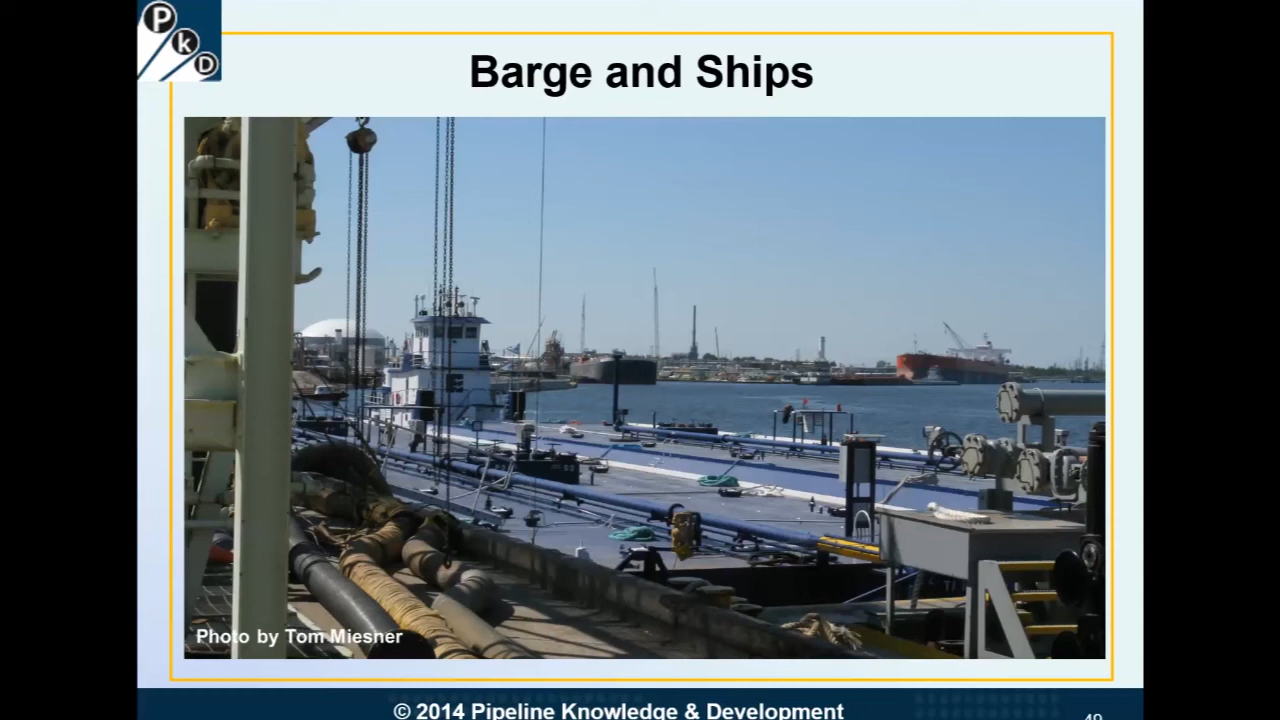 P
k
D
Barge and Ships
Photo by Tom Miesner
© 2014 Pipeline Knowledge & Development